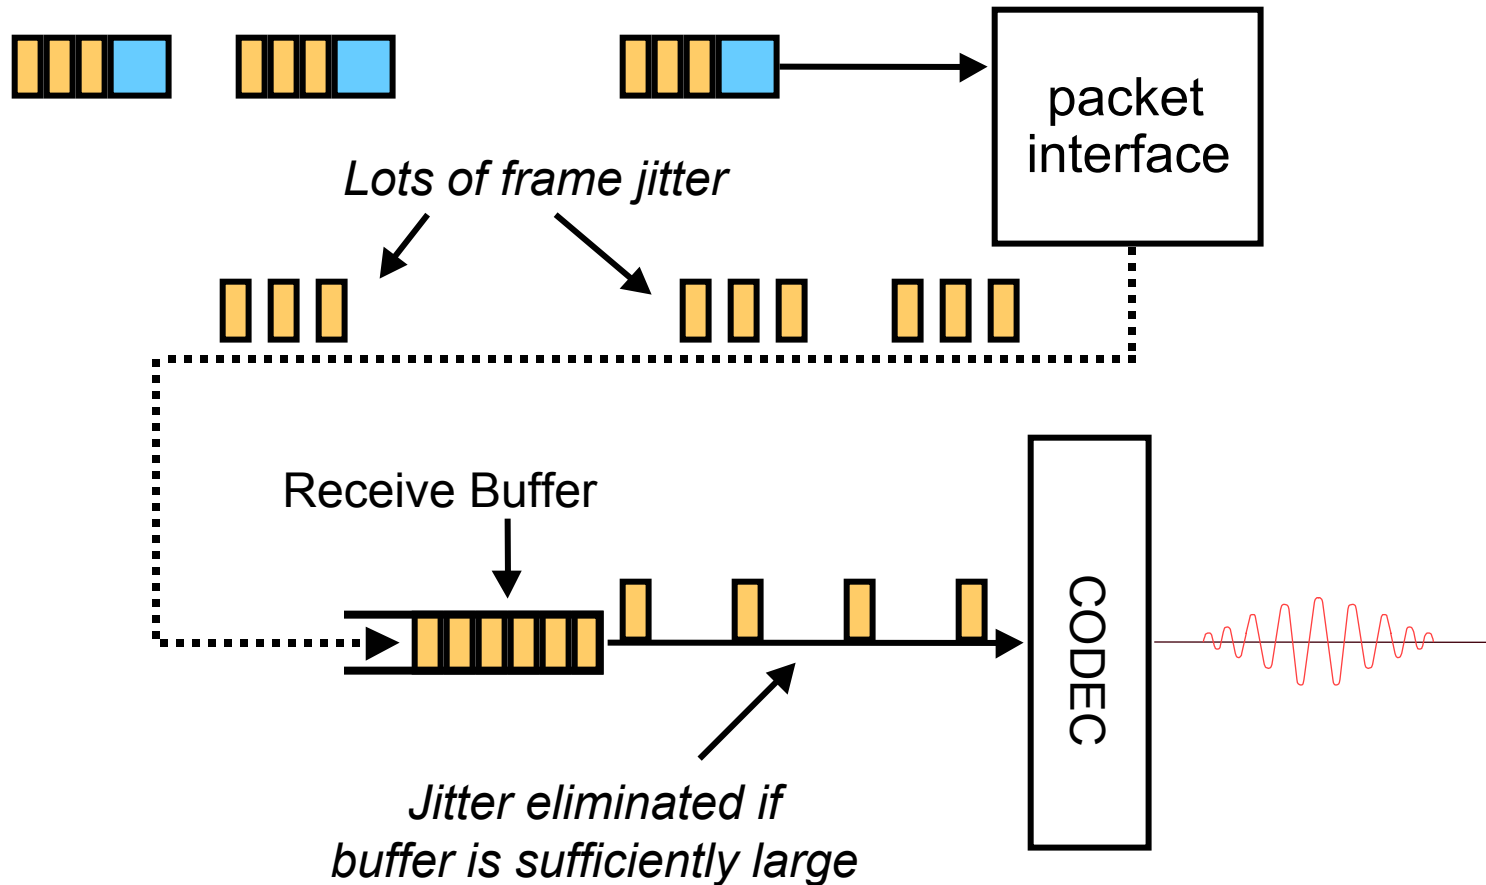 packet
interface
Lots of frame jitter
Receive Buffer
CODEC
Jitter eliminated if
buffer is sufficiently large